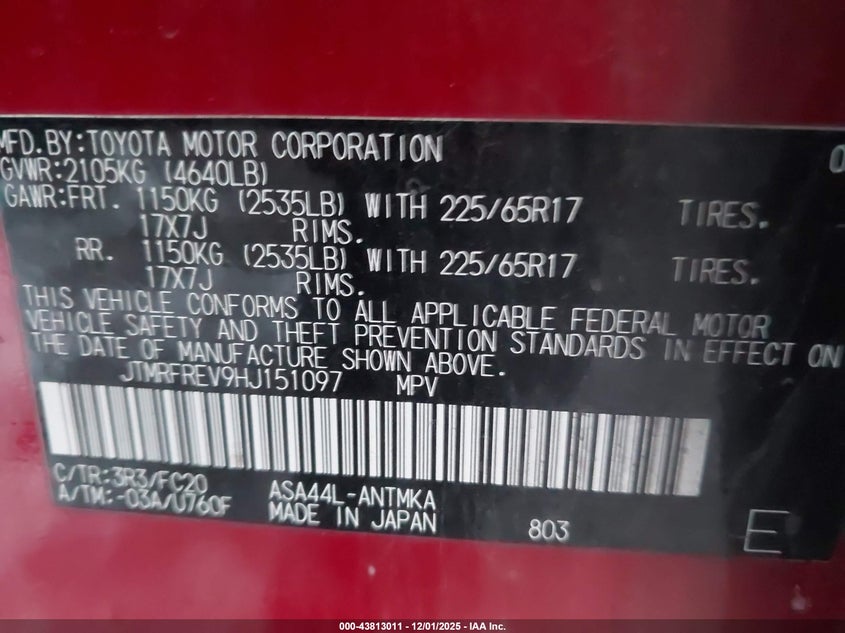 MFD.BY:TOYOTA MOTOR CORPORATION 0
GVWR:2105KG (4640LB)
GAWR:FRT. 1150KG (2535LB) WITH 225/65R17 TIRES.
17X7J RIMS.
RR. 1150KG (2535LB) WITH 225/65R17 TIRES.
17X7J RIMS.
THIS VEHICLE CONFORMS TO ALL APPLICABLE FEDERAL MOTOR
VEHICLE SAFETY AND THEFT PREVENTION STANDARDS IN EFFECT ON
THE DATE OF MANUFACTURE SHOWN ABOVE.
JTMRFREV9HJ151097 MPV
C/TR:3R3/FC20 ASA44L-ANTMKA
A/TM:-03A/U760F MADE IN JAPAN 803 E
000-43813011 - 12/01/2025 - IAA Inc.